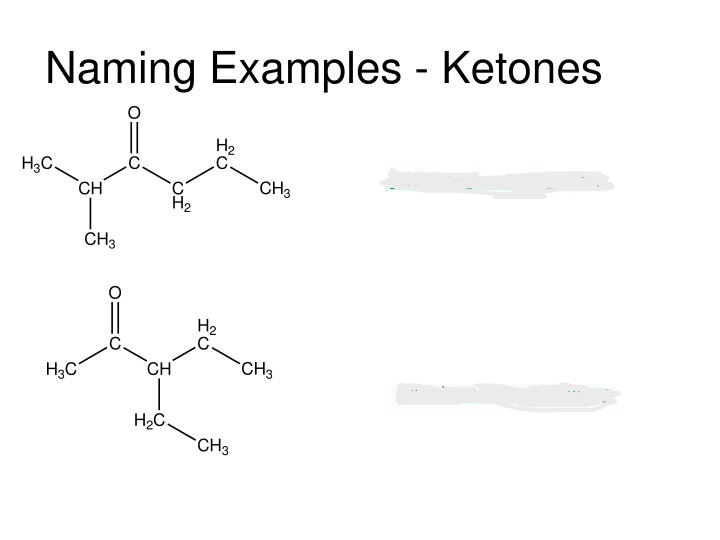 Naming Examples - Ketones
O
H₂
H₃C C C
CH C CH₃
H₂
CH₃
O
H₂
C C
H₃C CH CH₃
H₂C
CH₃